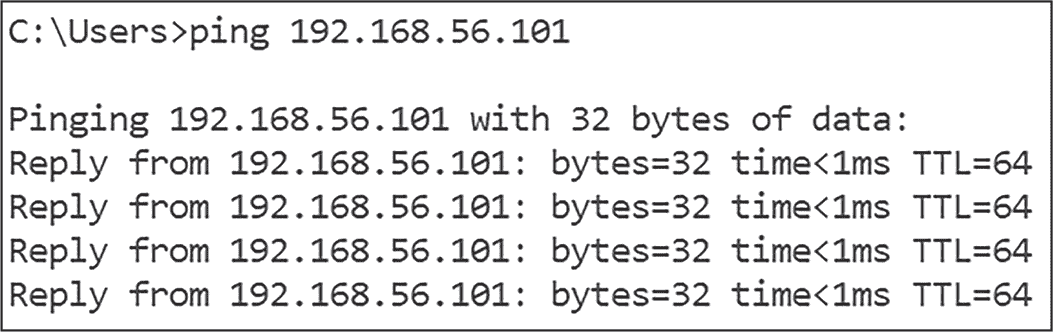 C:\Users>ping 192.168.56.101
Pinging 192.168.56.101 with 32 bytes of data:
Reply from 192.168.56.101: bytes=32 time<1ms TTL=64
Reply from 192.168.56.101: bytes=32 time<1ms TTL=64
Reply from 192.168.56.101: bytes=32 time<1ms TTL=64
Reply from 192.168.56.101: bytes=32 time<1ms TTL=64